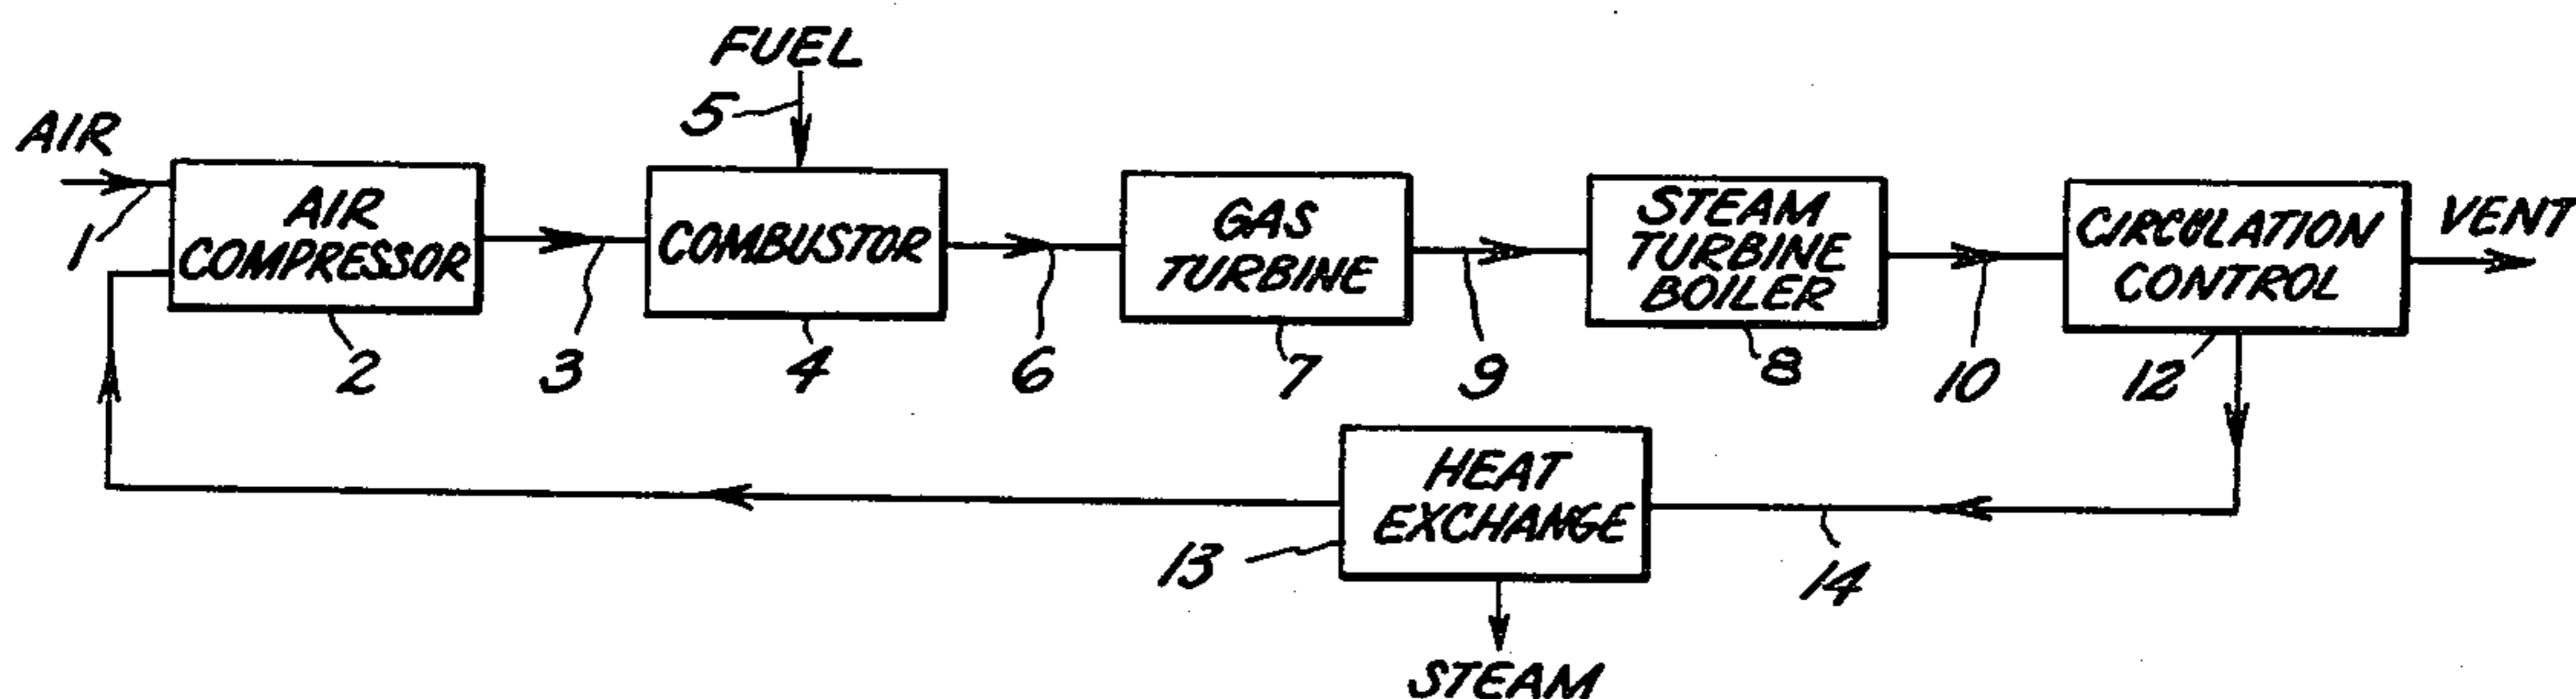 FUEL
5
AIR
1
AIR
COMPRESSOR
2
3
COMBUSTOR
4
6
GAS
TURBINE
7
9
STEAM
TURBINE
BOILER
8
10
CIRCULATION
CONTROL
12
VENT
HEAT
EXCHANGE
13
14
STEAM